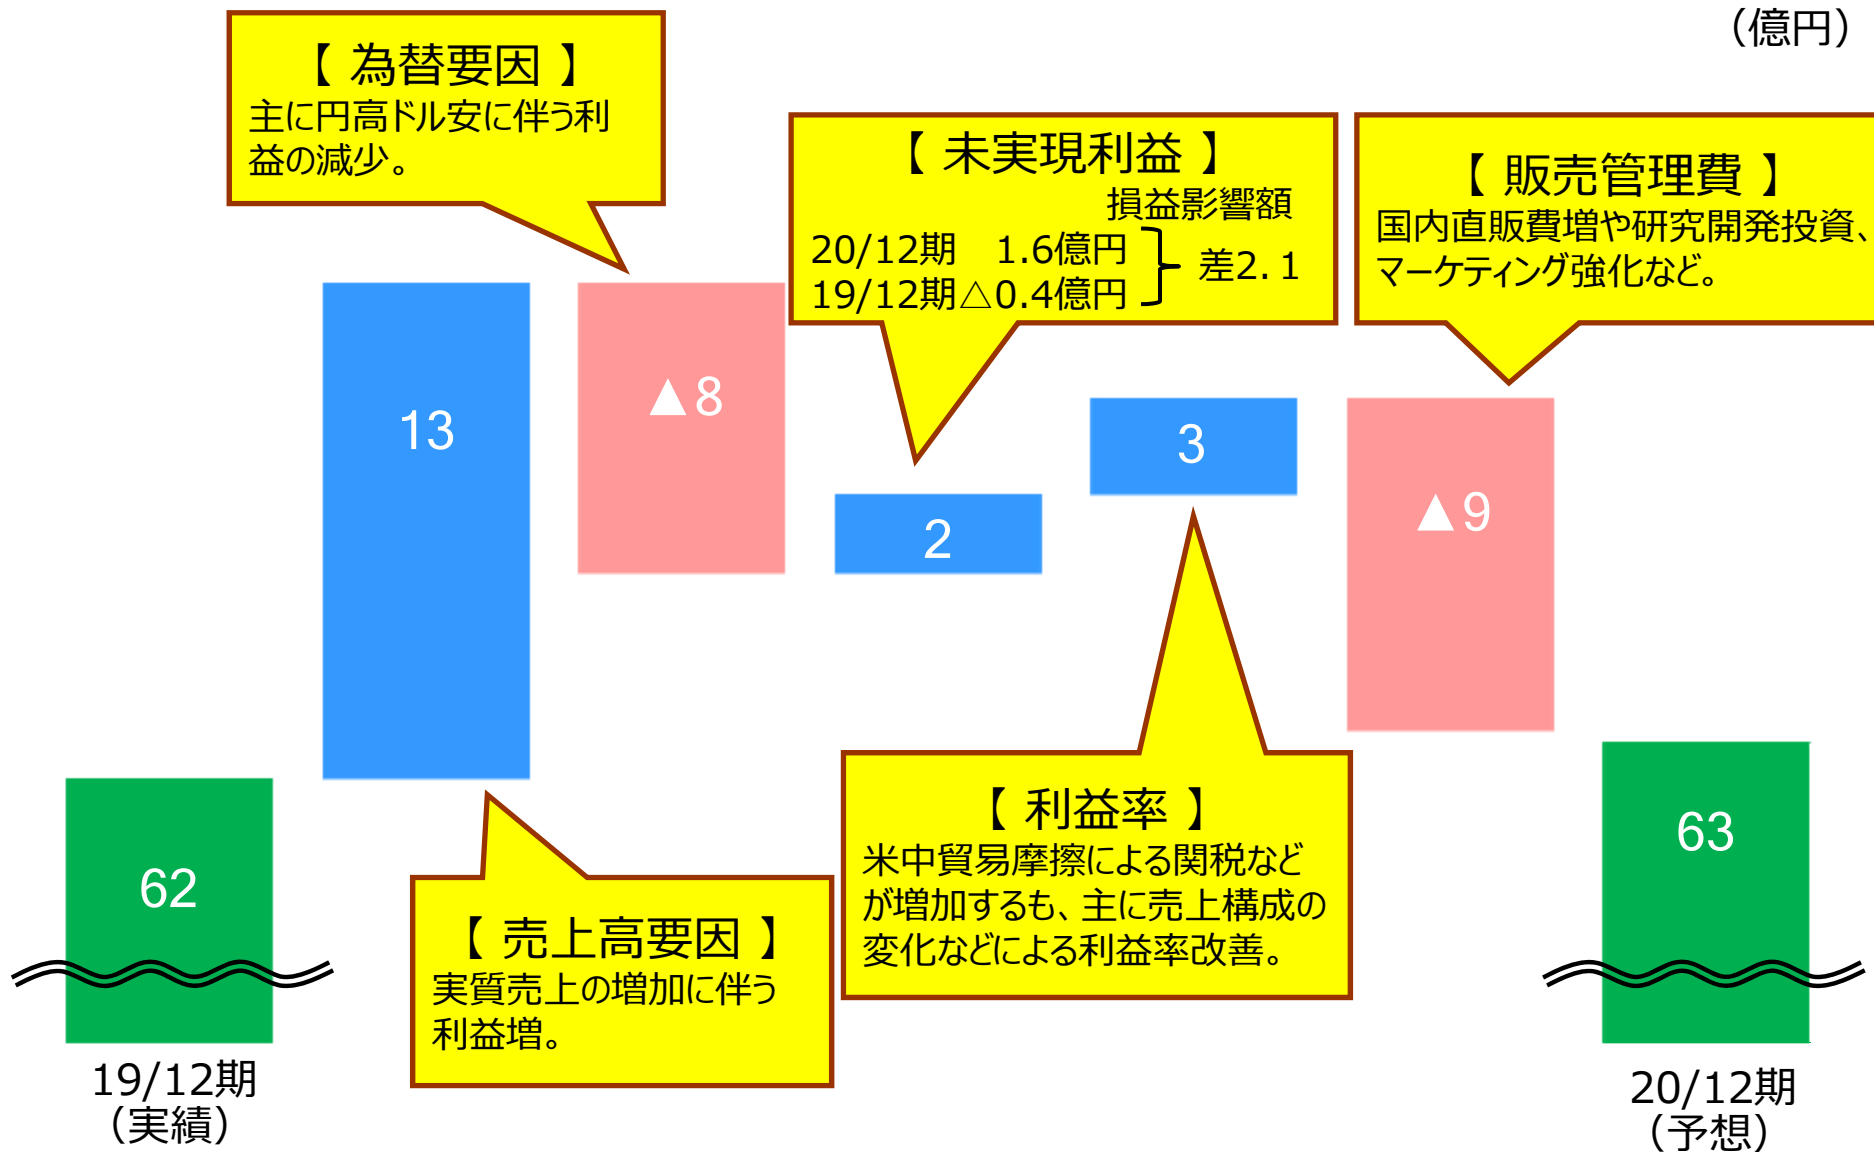 （億円）
【 為替要因 】
主に円高ドル安に伴う利
益の減少。
【 未実現利益 】
損益影響額
20/12期　1.6億円
19/12期△0.4億円
差2.1
【 販売管理費 】
国内直販費増や研究開発投資、
マーケティング強化など。
13
▲8
2
3
▲9
62
63
【 売上高要因 】
実質売上の増加に伴う
利益増。
【 利益率 】
米中貿易摩擦による関税など
が増加するも、主に売上構成の
変化などによる利益率改善。
19/12期
（実績）
20/12期
（予想）